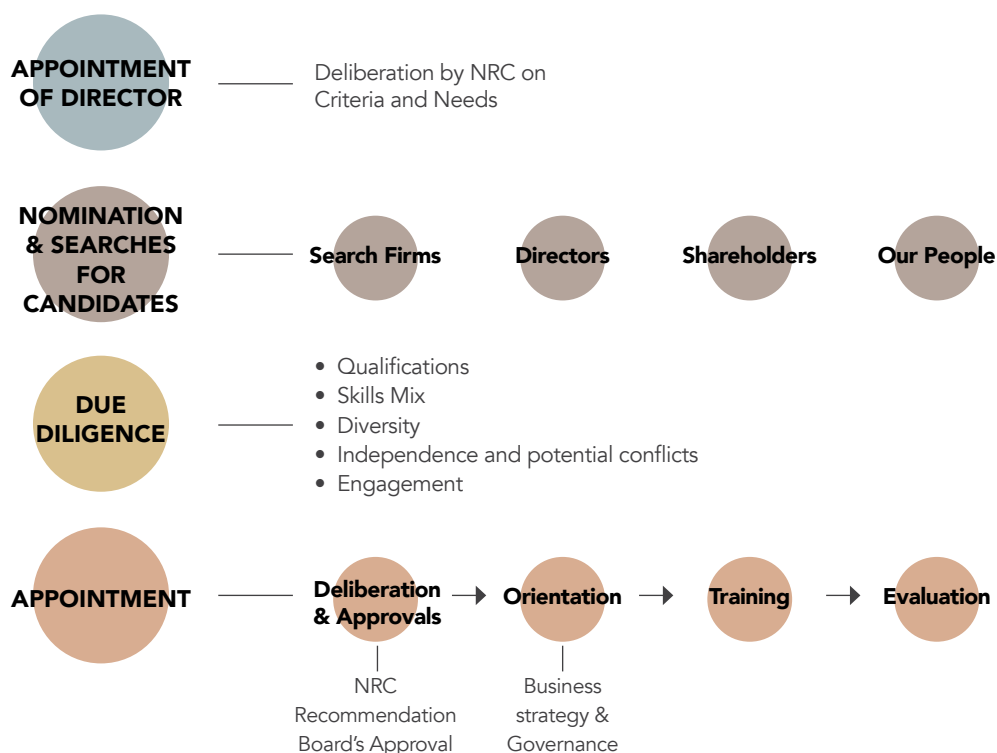 APPOINTMENT
OF DIRECTOR
Deliberation by NRC on
Criteria and Needs
NOMINATION
& SEARCHES
FOR
CANDIDATES
Search Firms
Directors
Shareholders
Our People
DUE
DILIGENCE
• Qualifications
• Skills Mix
• Diversity
• Independence and potential conflicts
• Engagement
APPOINTMENT
Deliberation
& Approvals
Orientation
Training
Evaluation
NRC
Recommendation
Board's Approval
Business
strategy &
Governance